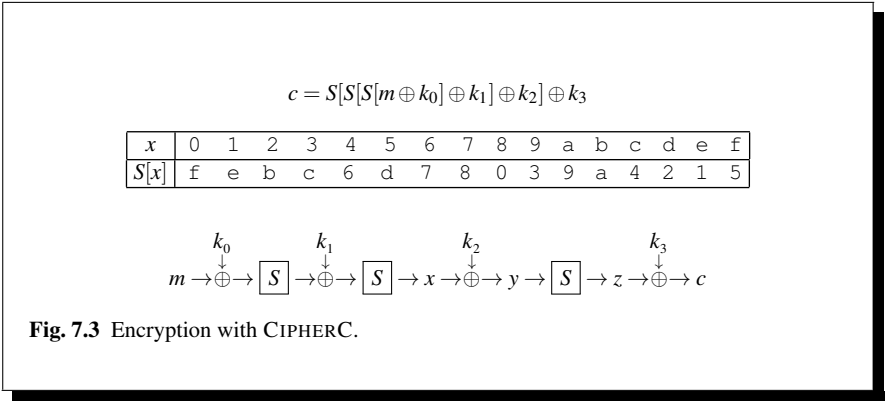 c = S[S[S[m ⊕ k₀] ⊕ k₁] ⊕ k₂] ⊕ k₃
x 0 1 2 3 4 5 6 7 8 9 a b c d e f
S[x] f e b c 6 d 7 8 0 3 9 a 4 2 1 5
k₀ k₁ k₂ k₃
↓ ↓ ↓ ↓
m → ⊕ → S → ⊕ → S → x → ⊕ → y → S → z → ⊕ → c
Fig. 7.3 Encryption with CIPHERC.